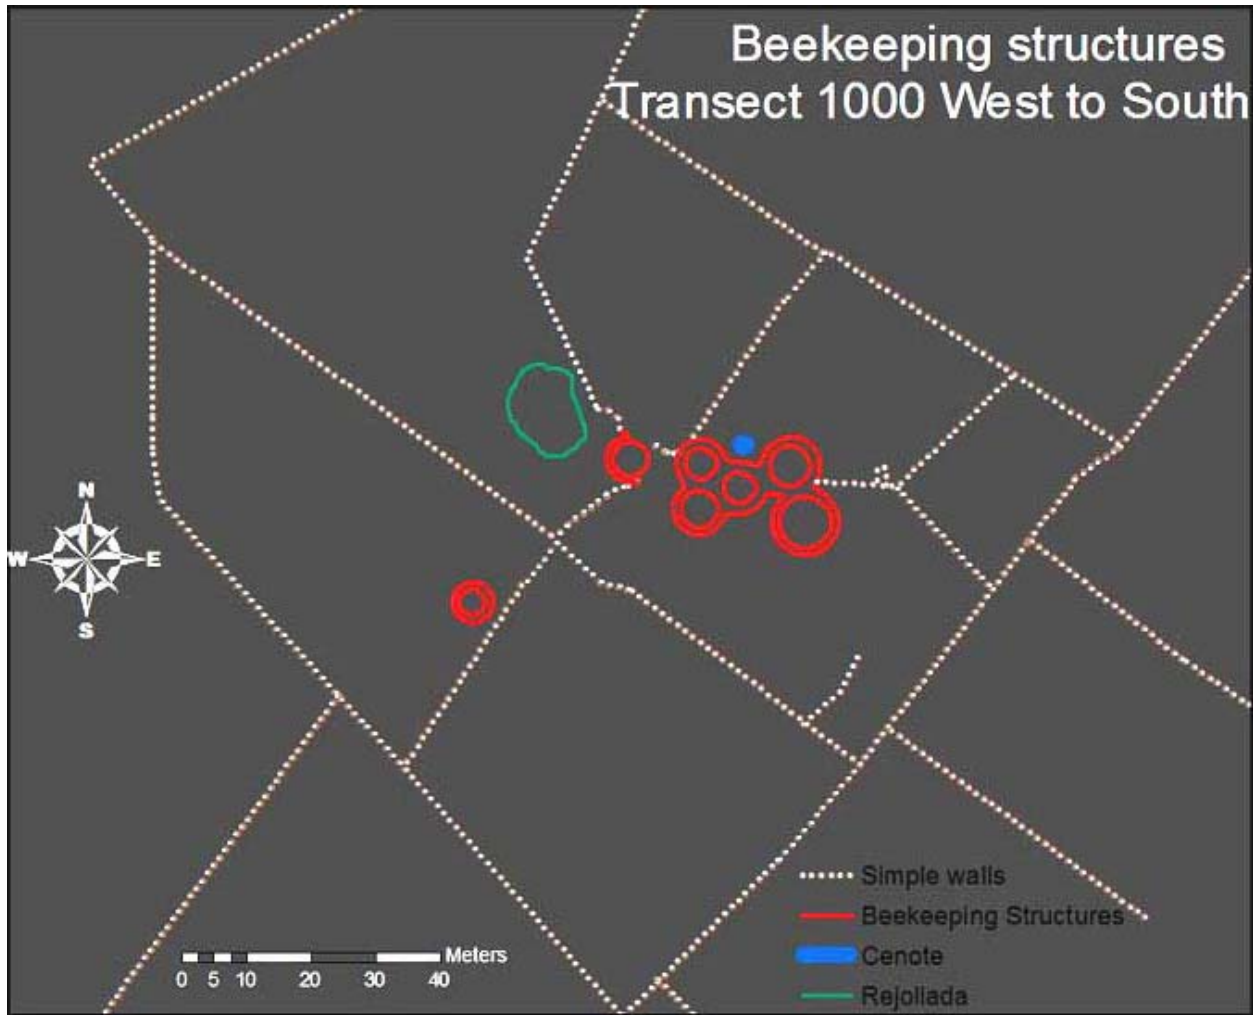 Beekeeping structures
Transect 1000 West to South
N
W E
S
Meters
0 5 10 20 30 40
Simple walls
Beekeeping Structures
Cenote
Rejollada